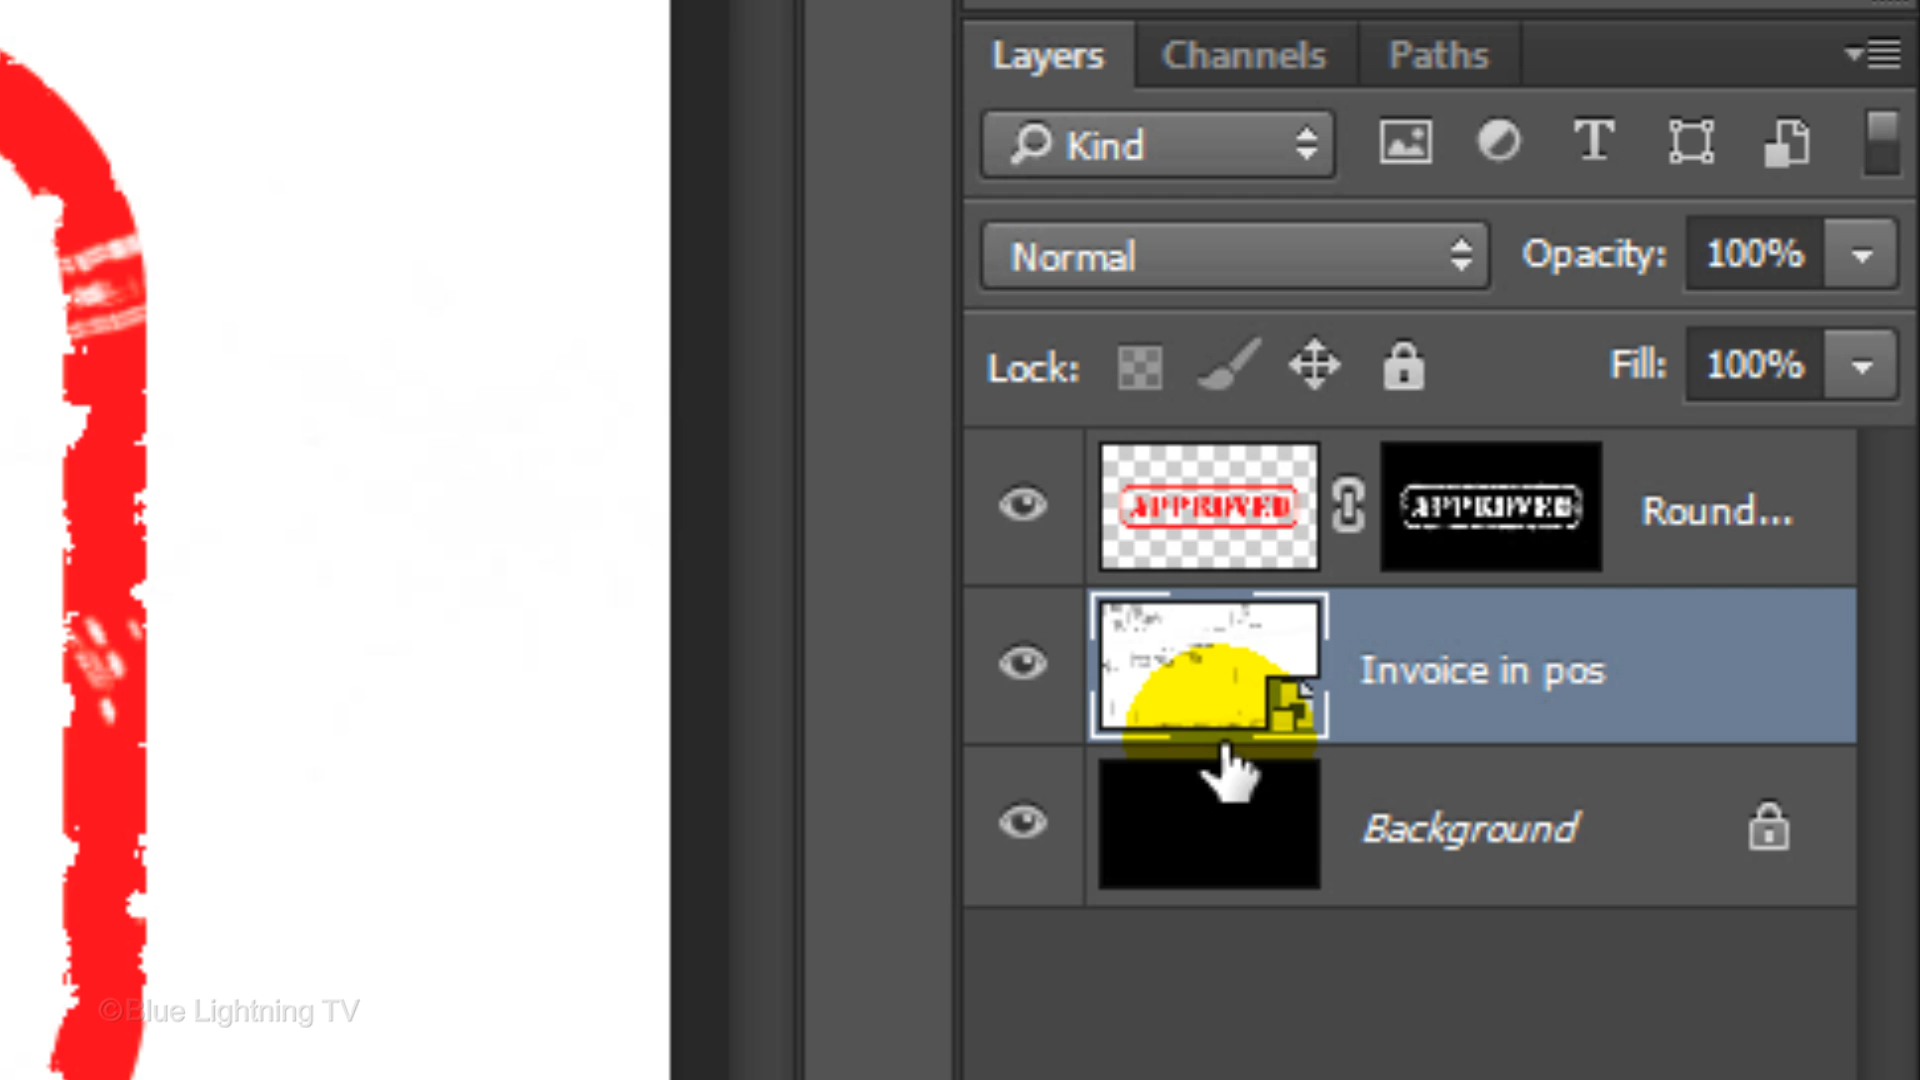 Layers Channels Paths
Kind
Normal Opacity: 100%
Lock: Fill: 100%
APPROVED APPROVED Round...
Invoice in pos
Background
©Blue Lightning TV